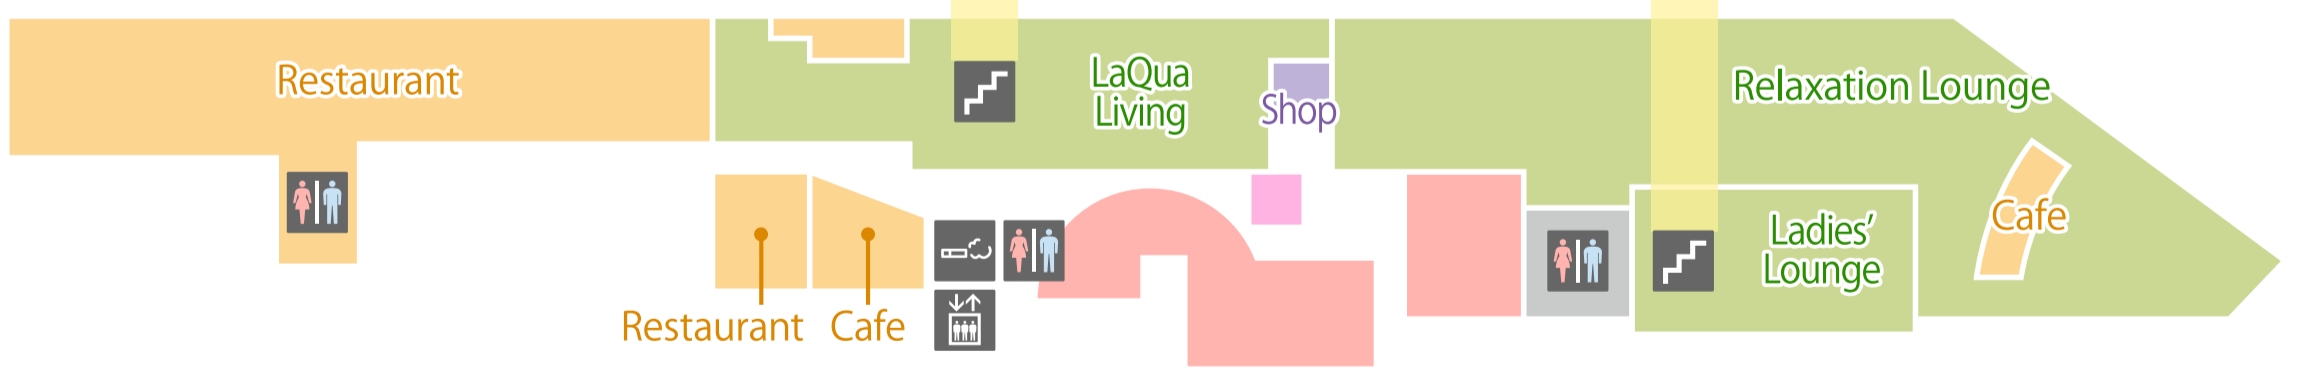 Restaurant
LaQua
Living
Shop
Relaxation Lounge
Cafe
Ladies’
Lounge
Restaurant
Cafe